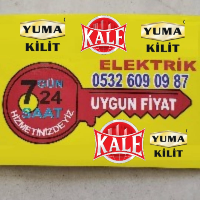 YUMA
KİLİT
KALE
YUMA
KİLİT
ELEKTRİK
0532 609 09 87
7 GÜN
24
SAAT
HİZMETİNİZDEYİZ
UYGUN FİYAT
KALE
YUMA
KİLİT